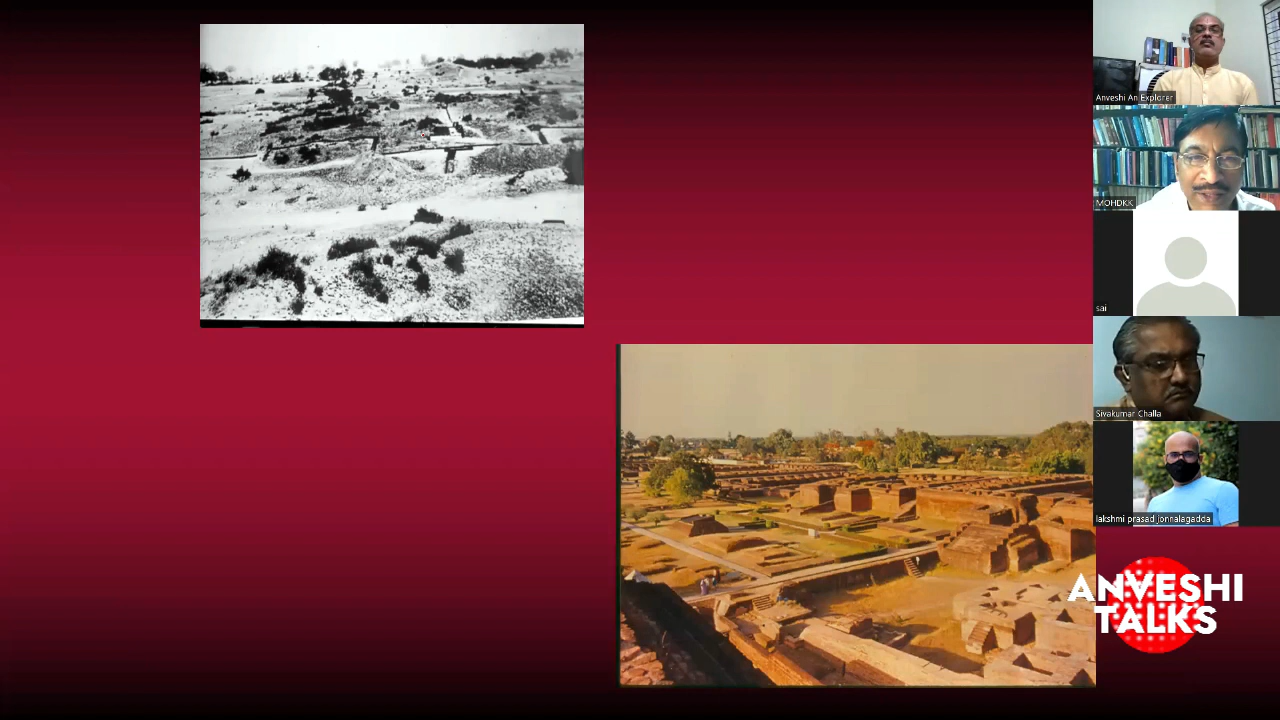 Anveshi An Explorer
MOHDKK
sai
Sivakumar Challa
lakshmi prasad jonnalagadda
ANVESHI
TALKS